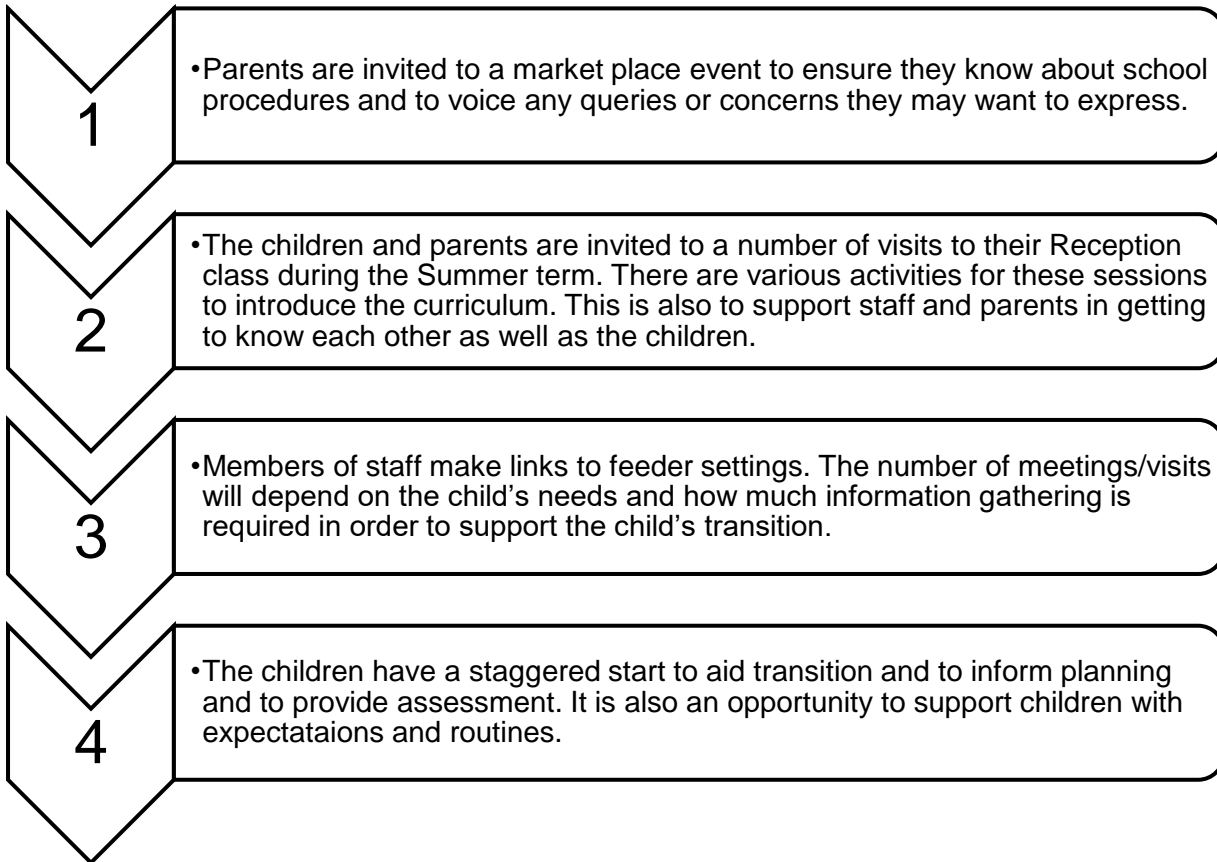 1
•Parents are invited to a market place event to ensure they know about school
procedures and to voice any queries or concerns they may want to express.
2
•The children and parents are invited to a number of visits to their Reception
class during the Summer term. There are various activities for these sessions
to introduce the curriculum. This is also to support staff and parents in getting
to know each other as well as the children.
3
•Members of staff make links to feeder settings. The number of meetings/visits
will depend on the child’s needs and how much information gathering is
required in order to support the child’s transition.
4
•The children have a staggered start to aid transition and to inform planning
and to provide assessment. It is also an opportunity to support children with
expectataions and routines.